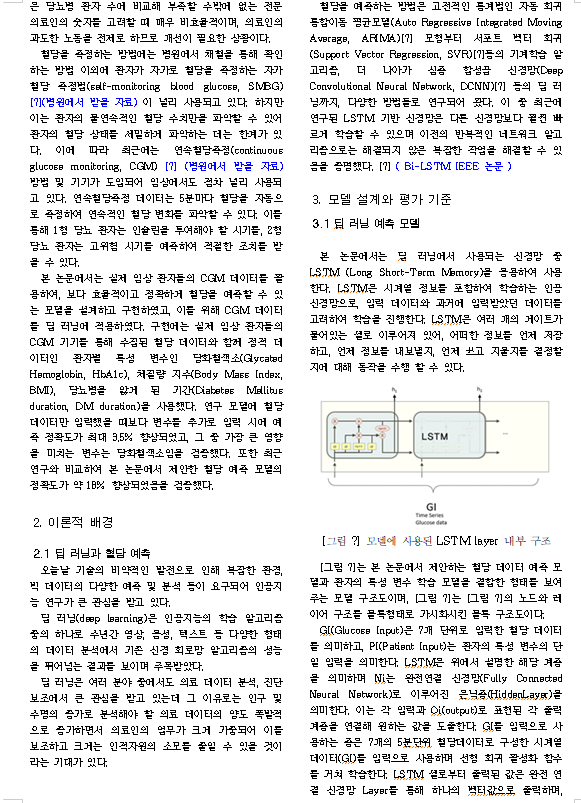 은 당뇨병 환자 수에 비해 부족할 수밖에 없는 전문
의료인의 숫자를 고려할 때 매우 비효율적이며, 의료인의
과도한 노동을 전제로 하므로 개선이 필요한 상황이다.
혈당을 측정하는 방법에는 병원에서 채혈을 통해 확인
하는 방법 이외에 환자가 자가로 혈당을 측정하는 자가
혈당 측정법(self-monitoring blood glucose, SMBG)
[7](병원에서 받을 자료) 이 널리 사용되고 있다. 하지만
이는 환자의 불연속적인 혈당 수치만을 파악할 수 있어
환자의 혈당 상태를 세밀하게 파악하는 데는 한계가 있
다. 이에 따라 최근에는 연속혈당측정(continuous
glucose monitoring, CGM) [7] (병원에서 받을 자료)
방법 및 기기가 도입되어 임상에서도 점차 널리 사용되
고 있다. 연속혈당측정 데이터는 5분마다 혈당을 자동으
로 측정하여 연속적인 혈당 변화를 파악할 수 있다. 이를
통해 1형 당뇨 환자는 인슐린을 투여해야 할 시기를, 2형
당뇨 환자는 고위험 시기를 예측하여 적절한 조치를 받
을 수 있다.
본 논문에서는 실제 임상 환자들의 CGM 데이터를 활
용하여, 보다 효율적이고 정확하게 혈당을 예측할 수 있
는 모델을 설계하고 구현하였고, 이를 위해 CGM 데이터
를 딥 러닝에 적용하였다. 구현에는 실제 임상 환자들의
CGM 기기를 통해 수집된 혈당 데이터와 함께 정적 데
이터인 환자별 특성 변수인 당화혈색소(Glycated
Hemoglobin, HbA1c), 체질량 지수(Body Mass Index,
BMI), 당뇨병을 앓게 된 기간(Diabetes Mellitus
duration, DM duration)을 사용했다. 연구 모델에 혈당
데이터만 입력했을 때보다 변수를 추가로 입력 시에 예
측 정확도가 최대 3.5% 향상되었고, 그 중 가장 큰 영향
을 미치는 변수는 당화혈색소임을 검증했다. 또한 최근
연구와 비교하여 본 논문에서 제안한 혈당 예측 모델의
정확도가 약 18% 향상되었음을 검증했다.
2. 이론적 배경
2.1 딥 러닝과 혈당 예측
오늘날 기술의 비약적인 발전으로 인해 복잡한 환경,
빅 데이터의 다양한 예측 및 분석 등이 요구되어 인공지
능 연구가 큰 관심을 받고 있다.
딥 러닝(deep learning)은 인공지능의 학습 알고리즘
중의 하나로 수년간 영상, 음성, 텍스트 등 다양한 형태
의 데이터 분석에서 기존 신경 회로망 알고리즘의 성능
을 뛰어넘는 결과를 보이며 주목받았다.
딥 러닝은 여러 분야 중에서도 의료 데이터 분석, 진단
보조에서 큰 관심을 받고 있는데 그 이유로는 인구 및
수명의 증가로 분석해야 할 의료 데이터의 양도 폭발적
으로 증가하면서 의료인의 업무가 크게 가중되어 이를
보조하고 크게는 인적자원의 소모를 줄일 수 있을 것이
라는 기대가 있다.
혈당을 예측하는 방법은 고전적인 통계법인 자동 회귀
통합이동 평균모델(Auto Regressive Integrated Moving
Average, ARIMA)[7] 모형부터 서포트 벡터 회귀
(Support Vector Regression, SVR)[7]등의 기계학습 알
고리즘, 더 나아가 심층 합성곱 신경망(Deep
Convolutional Neural Network, DCNN)[7] 등의 딥 러
닝까지, 다양한 방법들로 연구되어 왔다. 이 중 최근에
연구된 LSTM 기반 신경망은 다른 신경망보다 훨씬 빠
르게 학습할 수 있으며 이전의 반복적인 네트워크 알고
리즘으로는 해결되지 않은 복잡한 작업을 해결할 수 있
음을 증명했다. [7] ( Bi-LSTM IEEE 논문 )
3. 모델 설계와 평가 기준
3.1 딥 러닝 예측 모델
본 논문에서는 딥 러닝에서 사용되는 신경망 중
LSTM (Long Short-Term Memory)을 응용하여 사용
한다. LSTM은 시계열 정보를 포함하여 학습하는 인공
신경망으로, 입력 데이터와 과거에 입력받았던 데이터를
고려하여 학습을 진행한다. LSTM은 여러 개의 게이트가
붙어있는 셀로 이루어져 있어, 어떠한 정보를 언제 저장
하고, 언제 정보를 내보낼지, 언제 쓰고 지울지를 결정할
지에 대해 동작을 수행 할 수 있다.
LSTM
GI
Time Series
Glucose data
[그림 ?] 모델에 사용된 LSTM layer 내부 구조
[그림 ?]는 본 논문에서 제안하는 혈당 데이터 예측 모
델과 환자의 특성 변수 학습 모델을 결합한 형태를 보여
주는 모델 구조도이며, [그림 ?]는 [그림 ?]의 노드와 레
이어 구조를 블록형태로 가시화시킨 블록 구조도이다.
GI(Glucose Input)은 7개 단위로 입력한 혈당 데이터
를 의미하고, PI(Patient Input)는 환자의 특성 변수의 단
일 입력을 의미한다. LSTM은 위에서 설명한 해당 계층
을 의미하며 N는 완전연결 신경망(Fully Connected
Neural Network)로 이루어진 은닉층(HiddenLayer)을
의미한다. 이는 각 입력과 Oi(output)로 표현된 각 출력
계층을 연결해 원하는 값을 도출한다. GI를 입력으로 사
용하는 층은 7개의 5분단위 혈당데이터로 구성한 시계열
데이터(GI)를 입력으로 사용하며 선형 회귀 활성화 함수
를 거쳐 학습한다. LSTM 셀로부터 출력된 값은 완전 연
결 신경망 Layer를 통해 하나의 벡터값으로 출력하며,